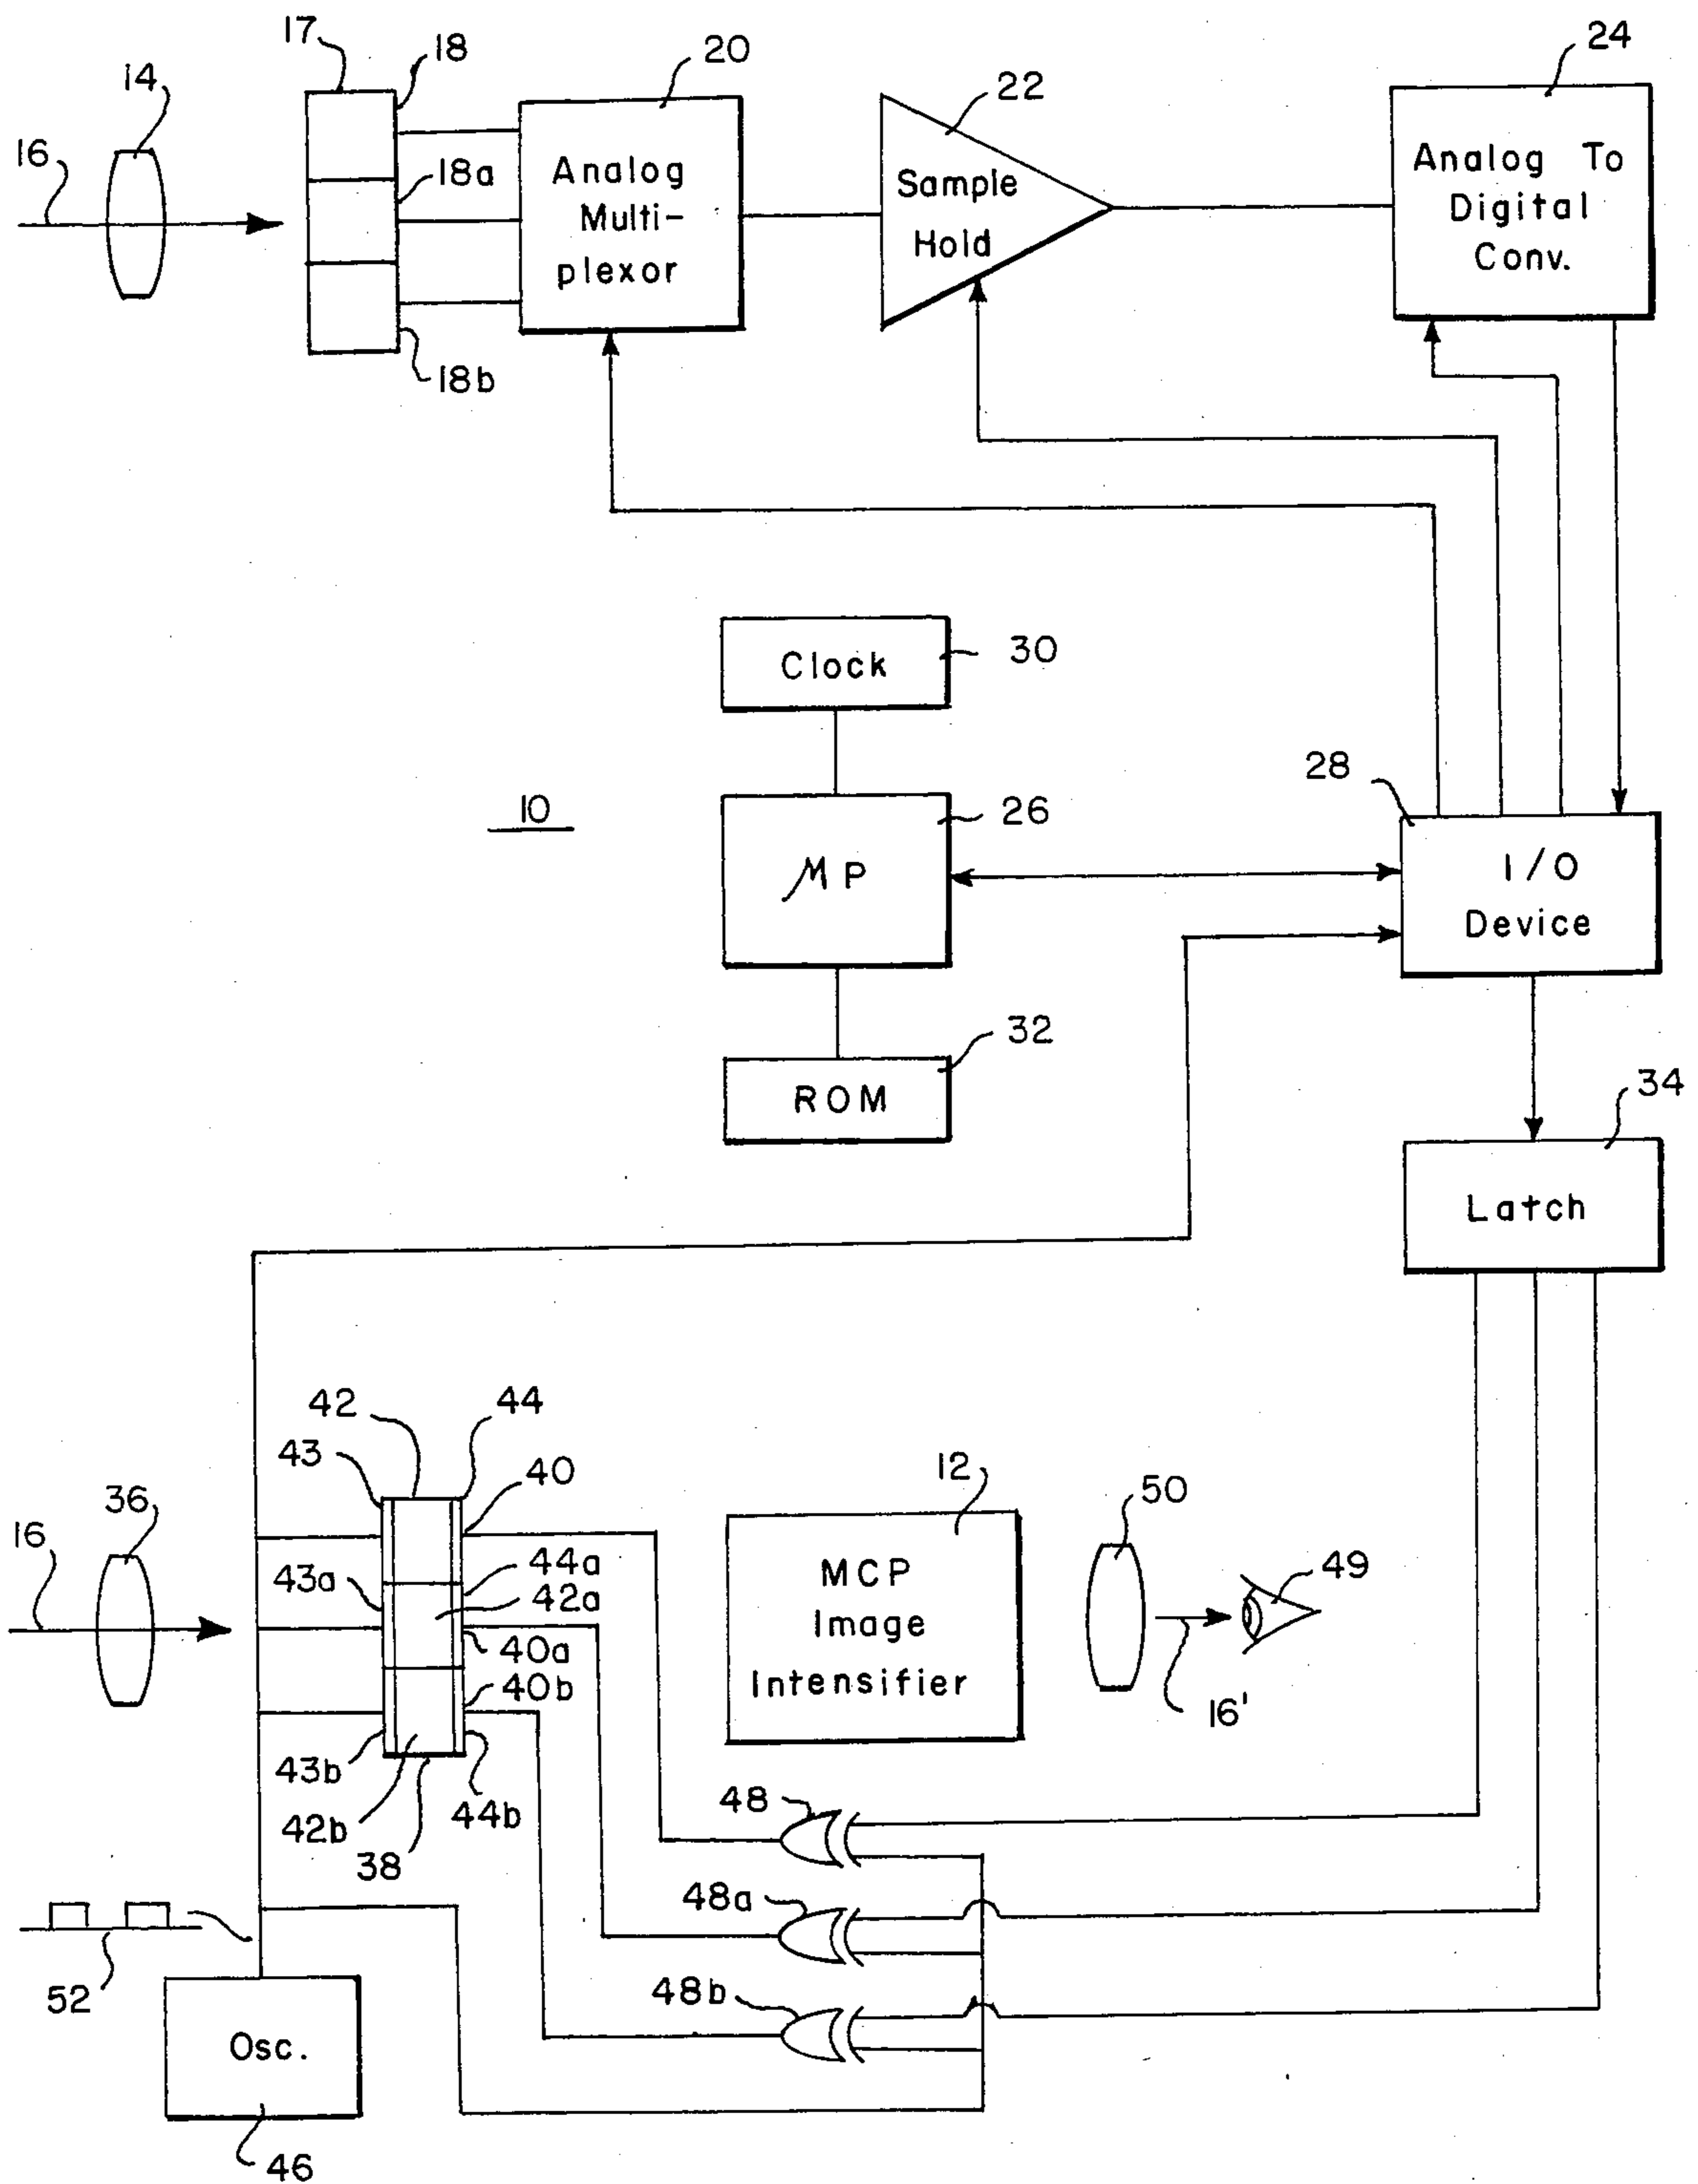 17
18
20
22
24
14
16
18a
18b
Analog
Multi-
plexor
Sample
Hold
Analog To
Digital
Conv.
Clock
30
10
26
μP
28
I/O
Device
32
ROM
34
Latch
42
44
43
40
36
16
43a
44a
42a
40a
40b
43b
44b
42b
38
12
MCP
Image
Intensifier
50
49
16'
48
48a
48b
52
Osc.
46